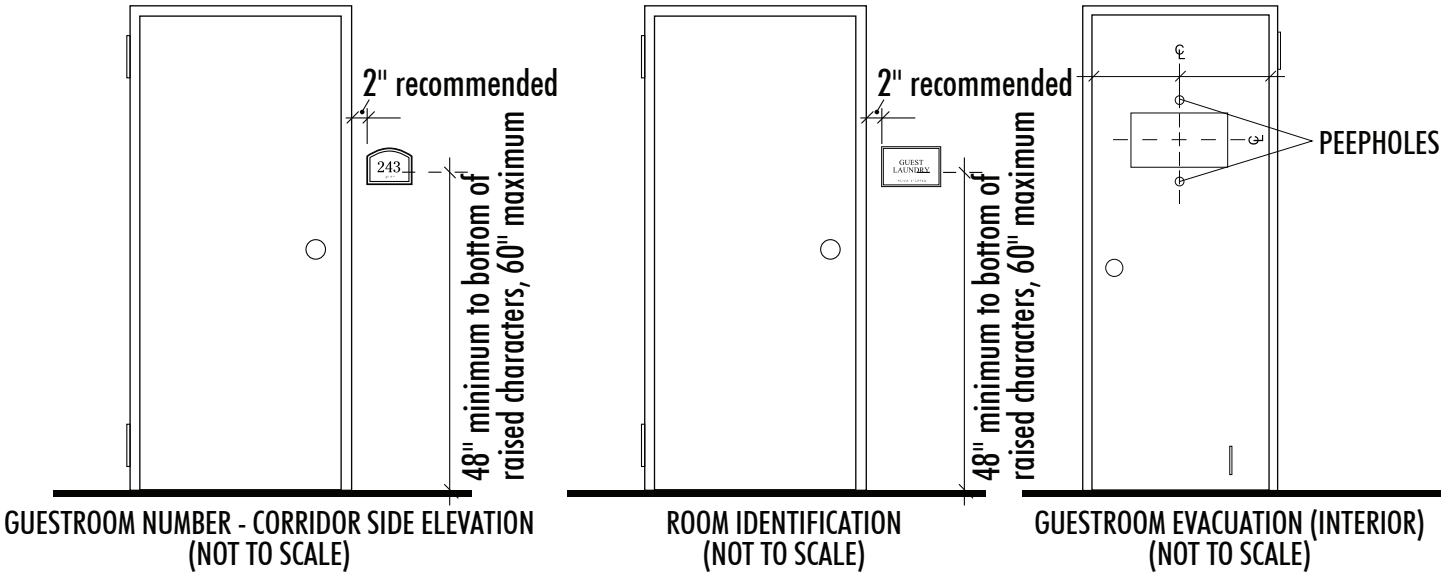 2" recommended
243
48" minimum to bottom of
raised characters, 60" maximum
GUESTROOM NUMBER - CORRIDOR SIDE ELEVATION
(NOT TO SCALE)
2" recommended
GUEST
LAUNDRY
48" minimum to bottom of
raised characters, 60" maximum
ROOM IDENTIFICATION
(NOT TO SCALE)
CL
CL
PEEPHOLES
GUESTROOM EVACUATION (INTERIOR)
(NOT TO SCALE)